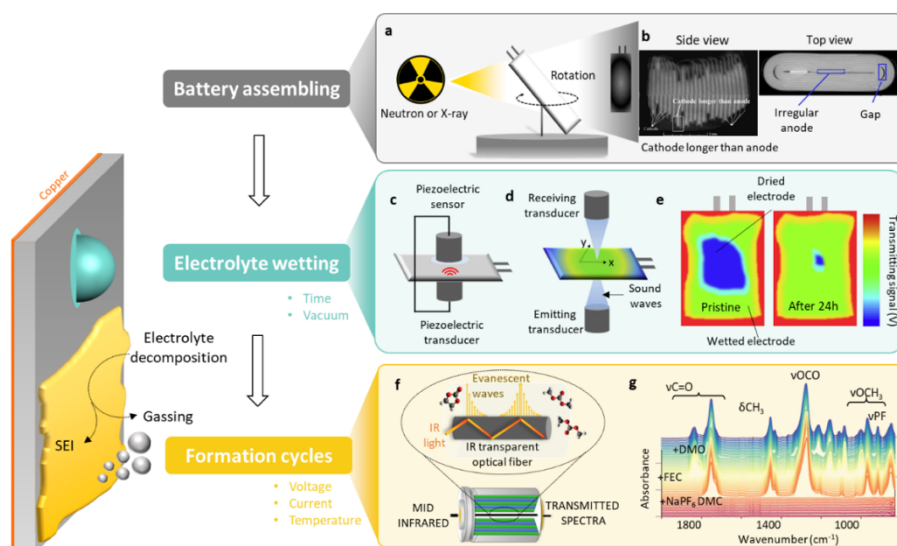 a
Neutron or X-ray
Rotation
b
Side view
Top view
Cathode longer than anode
Irregular
anode
Gap
Cathode longer than anode
Battery assembling
Copper
c
Piezoelectric
sensor
Piezoelectric
transducer
d
Receiving
transducer
y
x
Sound
waves
Emitting
transducer
e
Dried
electrode
Pristine
After 24h
Wetted electrode
Transmitting signal (V)
Electrolyte wetting
• Time
• Vacuum
Electrolyte
decomposition
Gassing
SEI
Formation cycles
• Voltage
• Current
• Temperature
f
Evanescent
waves
IR
light
IR transparent
optical fiber
MID
INFRARED
TRANSMITTED
SPECTRA
g
νC=O
δCH₃
νOCO
νOCH₃
νPF
+DMO
+FEC
+NaPF₆ DMC
Absorbance
1800
1400
1000
Wavenumber (cm⁻¹)